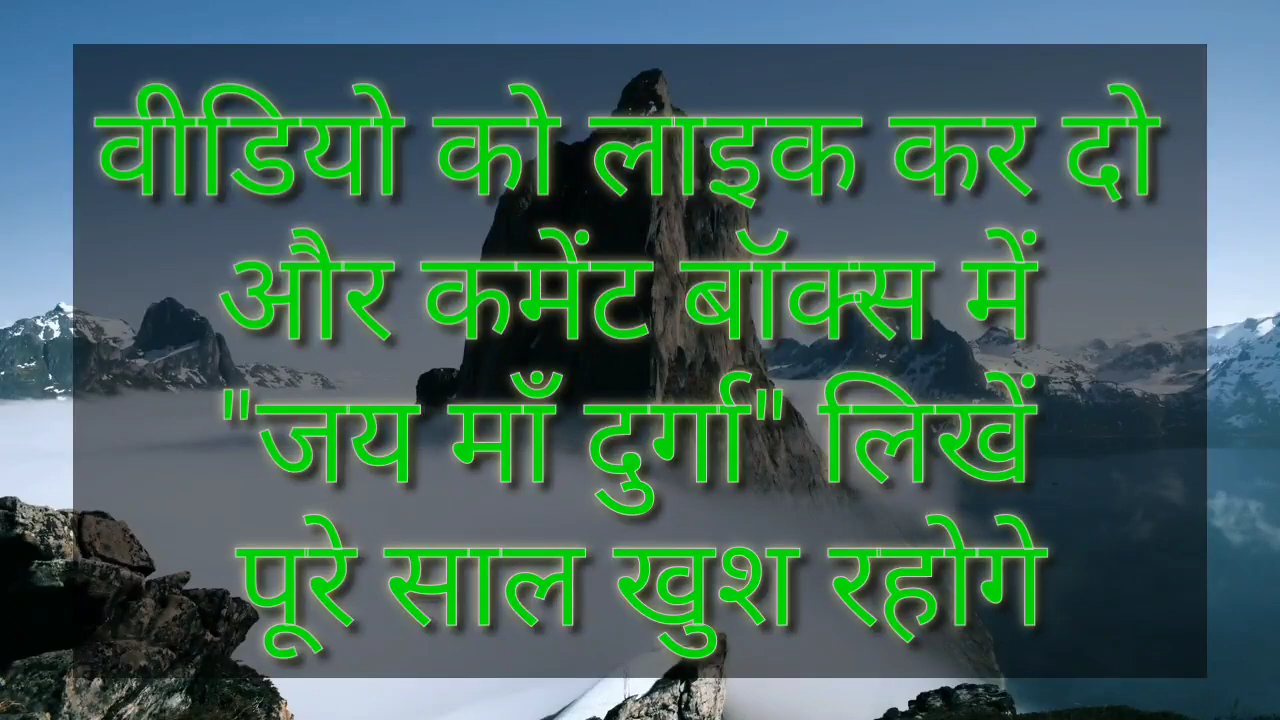 वीडियो को लाइक कर दो
और कमेंट बॉक्स में
"जय माँ दुर्गा" लिखें
पूरे साल खुश रहोगे